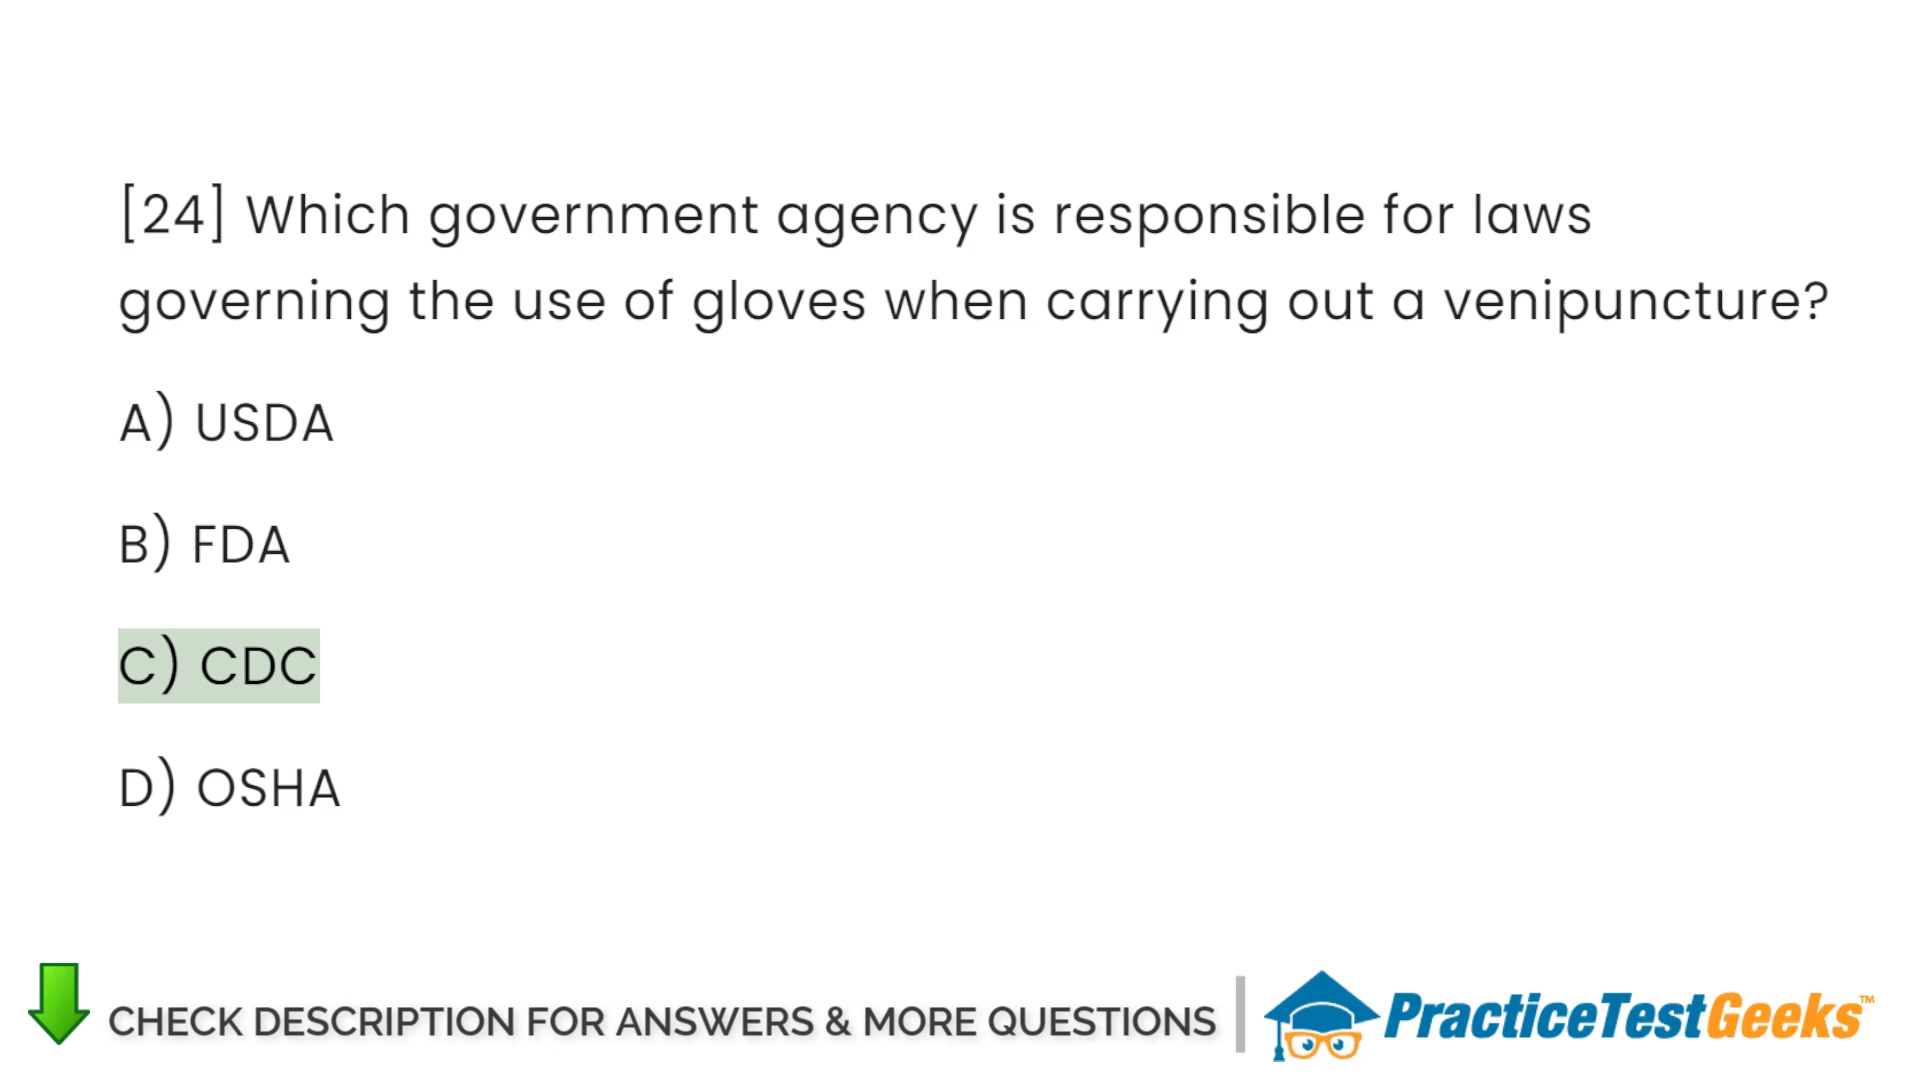 [24] Which government agency is responsible for laws
governing the use of gloves when carrying out a venipuncture?
A) USDA
B) FDA
C) CDC
D) OSHA
CHECK DESCRIPTION FOR ANSWERS & MORE QUESTIONS
PracticeTestGeeks™